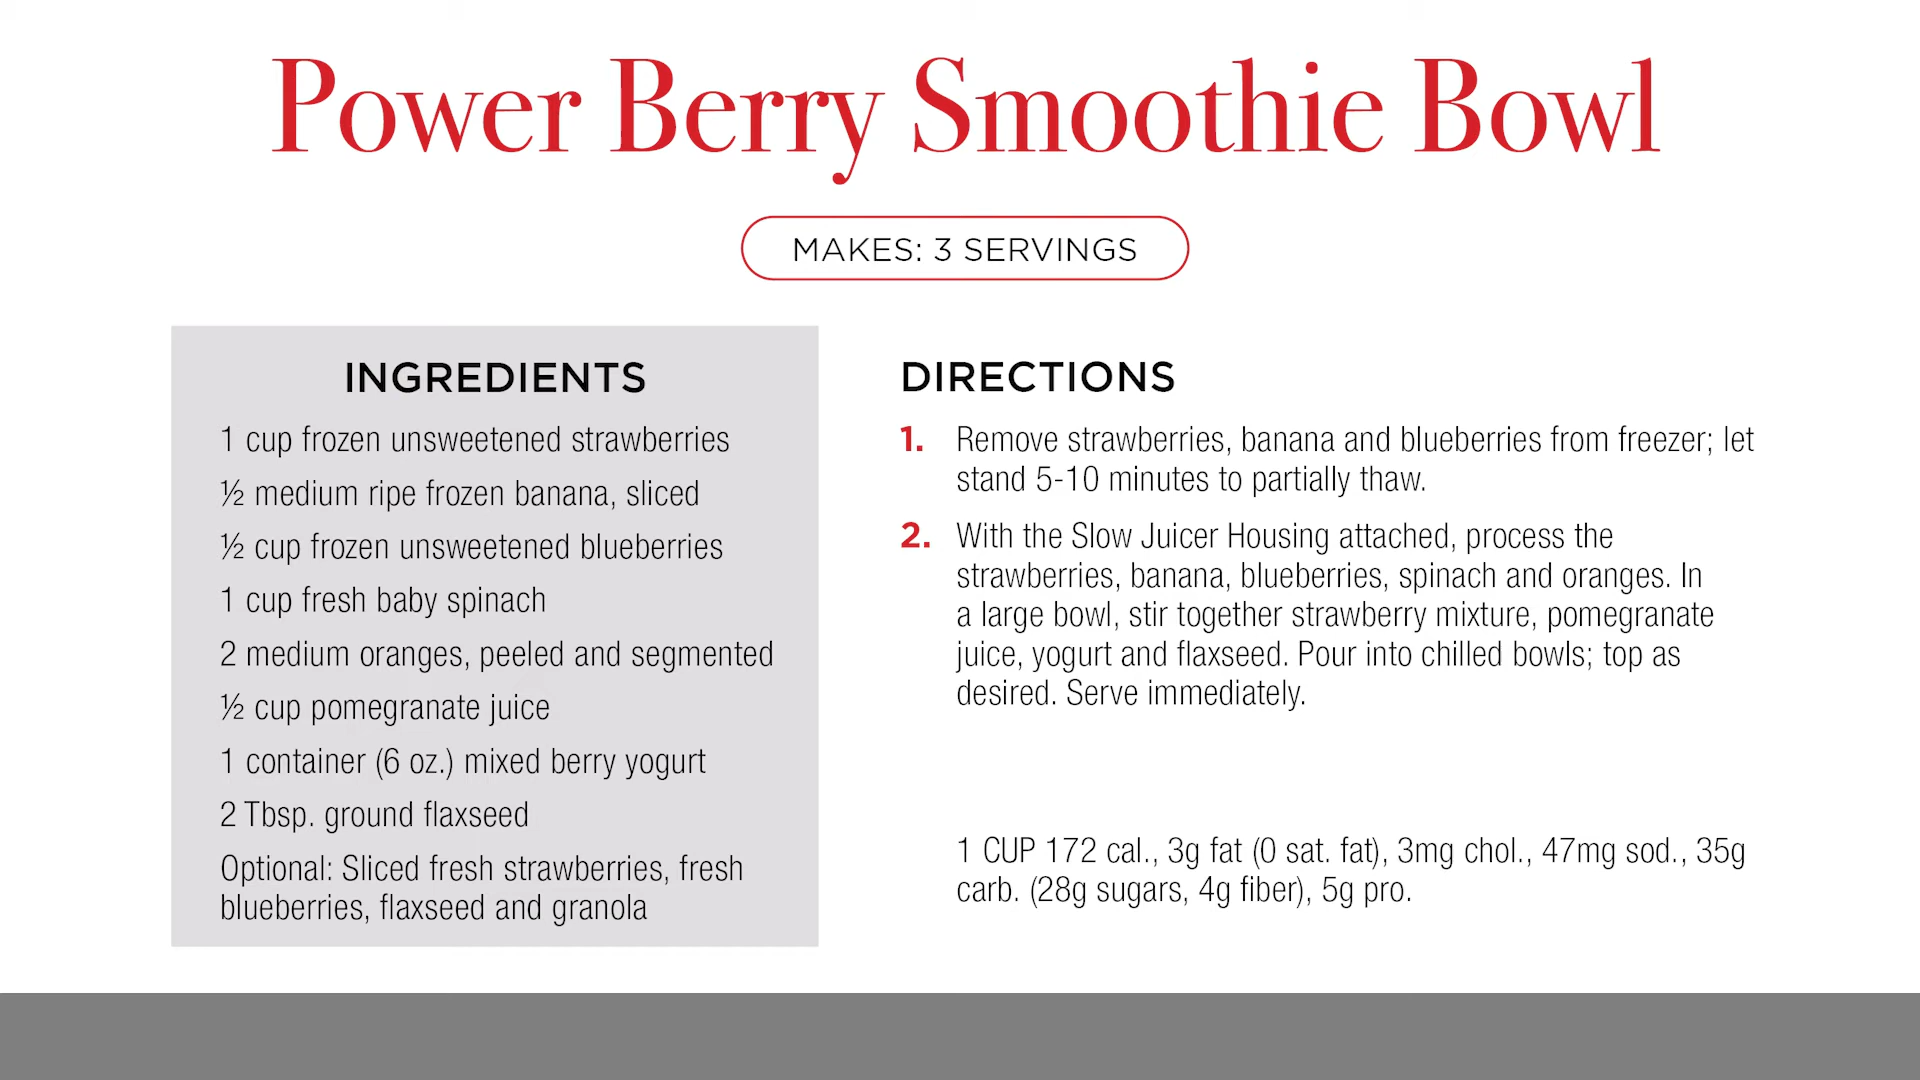 Power Berry Smoothie Bowl
MAKES: 3 SERVINGS
INGREDIENTS
1 cup frozen unsweetened strawberries
½ medium ripe frozen banana, sliced
½ cup frozen unsweetened blueberries
1 cup fresh baby spinach
2 medium oranges, peeled and segmented
½ cup pomegranate juice
1 container (6 oz.) mixed berry yogurt
2 Tbsp. ground flaxseed
Optional: Sliced fresh strawberries, fresh
blueberries, flaxseed and granola
DIRECTIONS
1. Remove strawberries, banana and blueberries from freezer; let
stand 5-10 minutes to partially thaw.
2. With the Slow Juicer Housing attached, process the
strawberries, banana, blueberries, spinach and oranges. In
a large bowl, stir together strawberry mixture, pomegranate
juice, yogurt and flaxseed. Pour into chilled bowls; top as
desired. Serve immediately.
1 CUP 172 cal., 3g fat (0 sat. fat), 3mg chol., 47mg sod., 35g
carb. (28g sugars, 4g fiber), 5g pro.